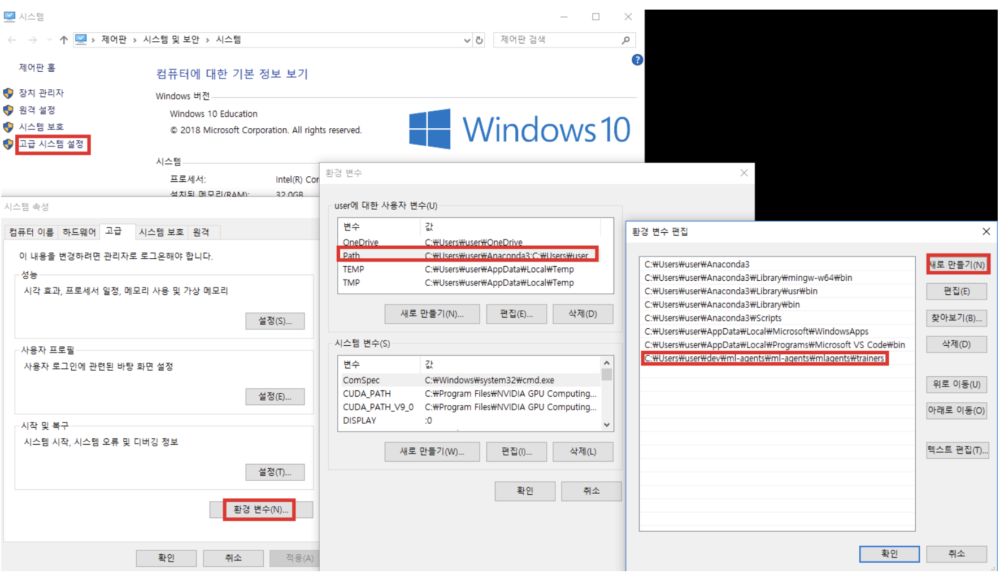 시스템
제어판 › 시스템 및 보안 › 시스템
제어판 검색
제어판 홈
장치 관리자
원격 설정
시스템 보호
고급 시스템 설정
컴퓨터에 대한 기본 정보 보기
Windows 버전
Windows 10 Education
© 2018 Microsoft Corporation. All rights reserved.
Windows 10
시스템
프로세서: Intel(R) Cor
설치된 메모리(RAM): 32.0GB
시스템 속성
컴퓨터 이름 하드웨어 고급 시스템 보호 원격
이 내용을 변경하려면 관리자로 로그온해야 합니다.
성능
시각 효과, 프로세서 일정, 메모리 사용 및 가상 메모리
설정(S)...
사용자 프로필
사용자 로그인에 관련된 바탕 화면 설정
설정(E)...
시작 및 복구
시스템 시작, 시스템 오류 및 디버깅 정보
설정(T)...
환경 변수(N)...
확인 취소 적용(A)
환경 변수
user에 대한 사용자 변수(U)
변수 값
OneDrive C:₩Users₩user₩OneDrive
Path C:₩Users₩user₩Anaconda3;C:₩Users₩user
TEMP C:₩Users₩user₩AppData₩Local₩Temp
TMP C:₩Users₩user₩AppData₩Local₩Temp
새로 만들기(N)... 편집(E)... 삭제(D)
시스템 변수(S)
변수 값
ComSpec C:₩Windows₩system32₩cmd.exe
CUDA_PATH C:₩Program Files₩NVIDIA GPU Computing...
CUDA_PATH_V9_0 C:₩Program Files₩NVIDIA GPU Computing...
DISPLAY :0
새로 만들기(W)... 편집(I)... 삭제(L)
확인 취소
환경 변수 편집
C:₩Users₩user₩Anaconda3
C:₩Users₩user₩Anaconda3₩Library₩mingw-w64₩bin
C:₩Users₩user₩Anaconda3₩Library₩usr₩bin
C:₩Users₩user₩Anaconda3₩Library₩bin
C:₩Users₩user₩Anaconda3₩Scripts
C:₩Users₩user₩AppData₩Local₩Microsoft₩WindowsApps
C:₩Users₩user₩AppData₩Local₩Programs₩Microsoft VS Code₩bin
C:₩Users₩user₩dev₩ml-agents₩ml-agents₩mlagents₩trainers
새로 만들기(N)
편집(E)
찾아보기(B)...
삭제(D)
위로 이동(U)
아래로 이동(O)
텍스트 편집(T)...
확인 취소